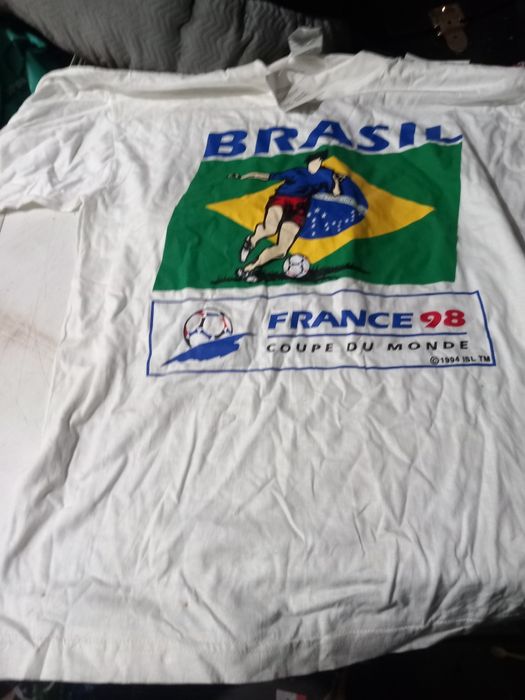 BRASIL
FRANCE 98
COUPE DU MONDE
©1994 ISL TM